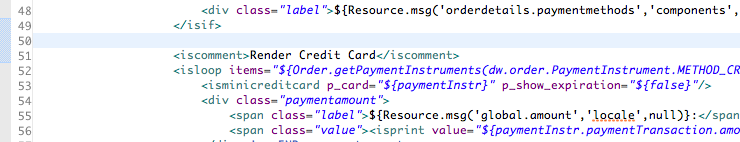 48 <div class="label">${Resource.msg('orderdetails.paymentmethods','components',
49 </isif>
50
51 <iscomment>Render Credit Card</iscomment>
52 <isloop items="${Order.getPaymentInstruments(dw.order.PaymentInstrument.METHOD_CR
53 <isminicreditcard p_card="${paymentInstr}" p_show_expiration="${false}"/>
54 <div class="paymentamount">
55 <span class="label">${Resource.msg('global.amount','locale',null)}:</span>
56 <span class="value"><isprint value="${paymentInstr.paymentTransaction.amo